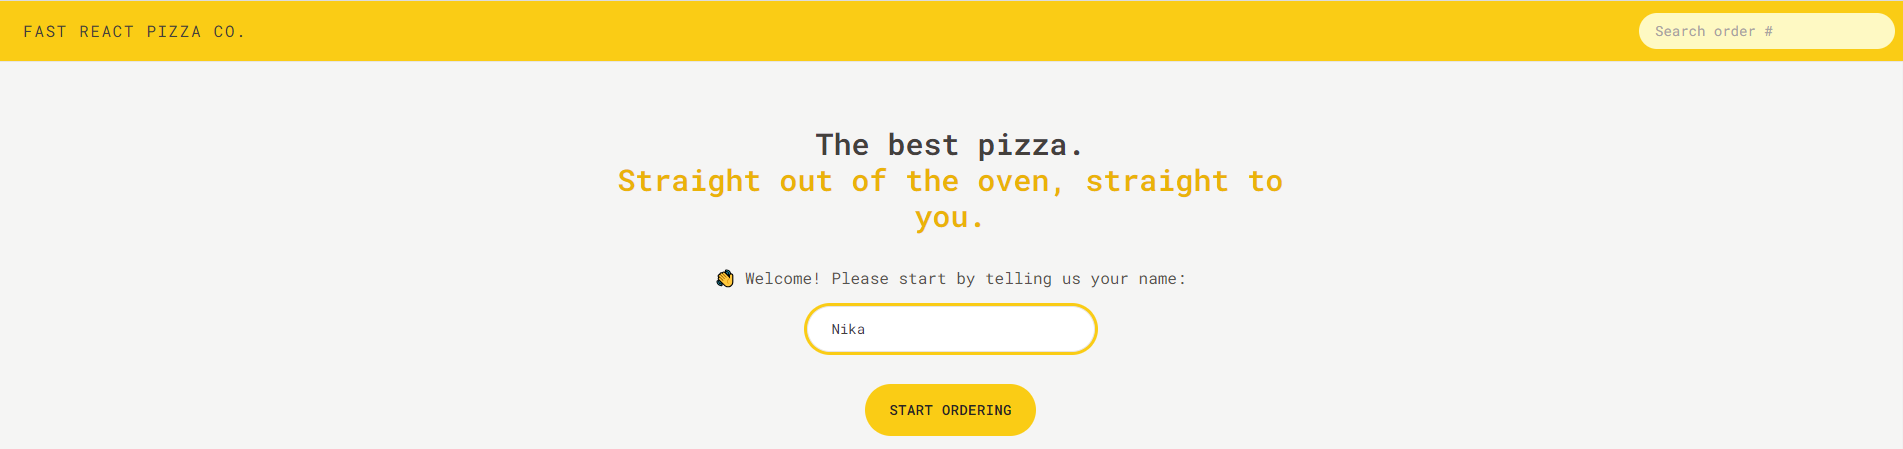 FAST REACT PIZZA CO.
Search order #
The best pizza.
Straight out of the oven, straight to
you.
👋 Welcome! Please start by telling us your name:
Nika
START ORDERING